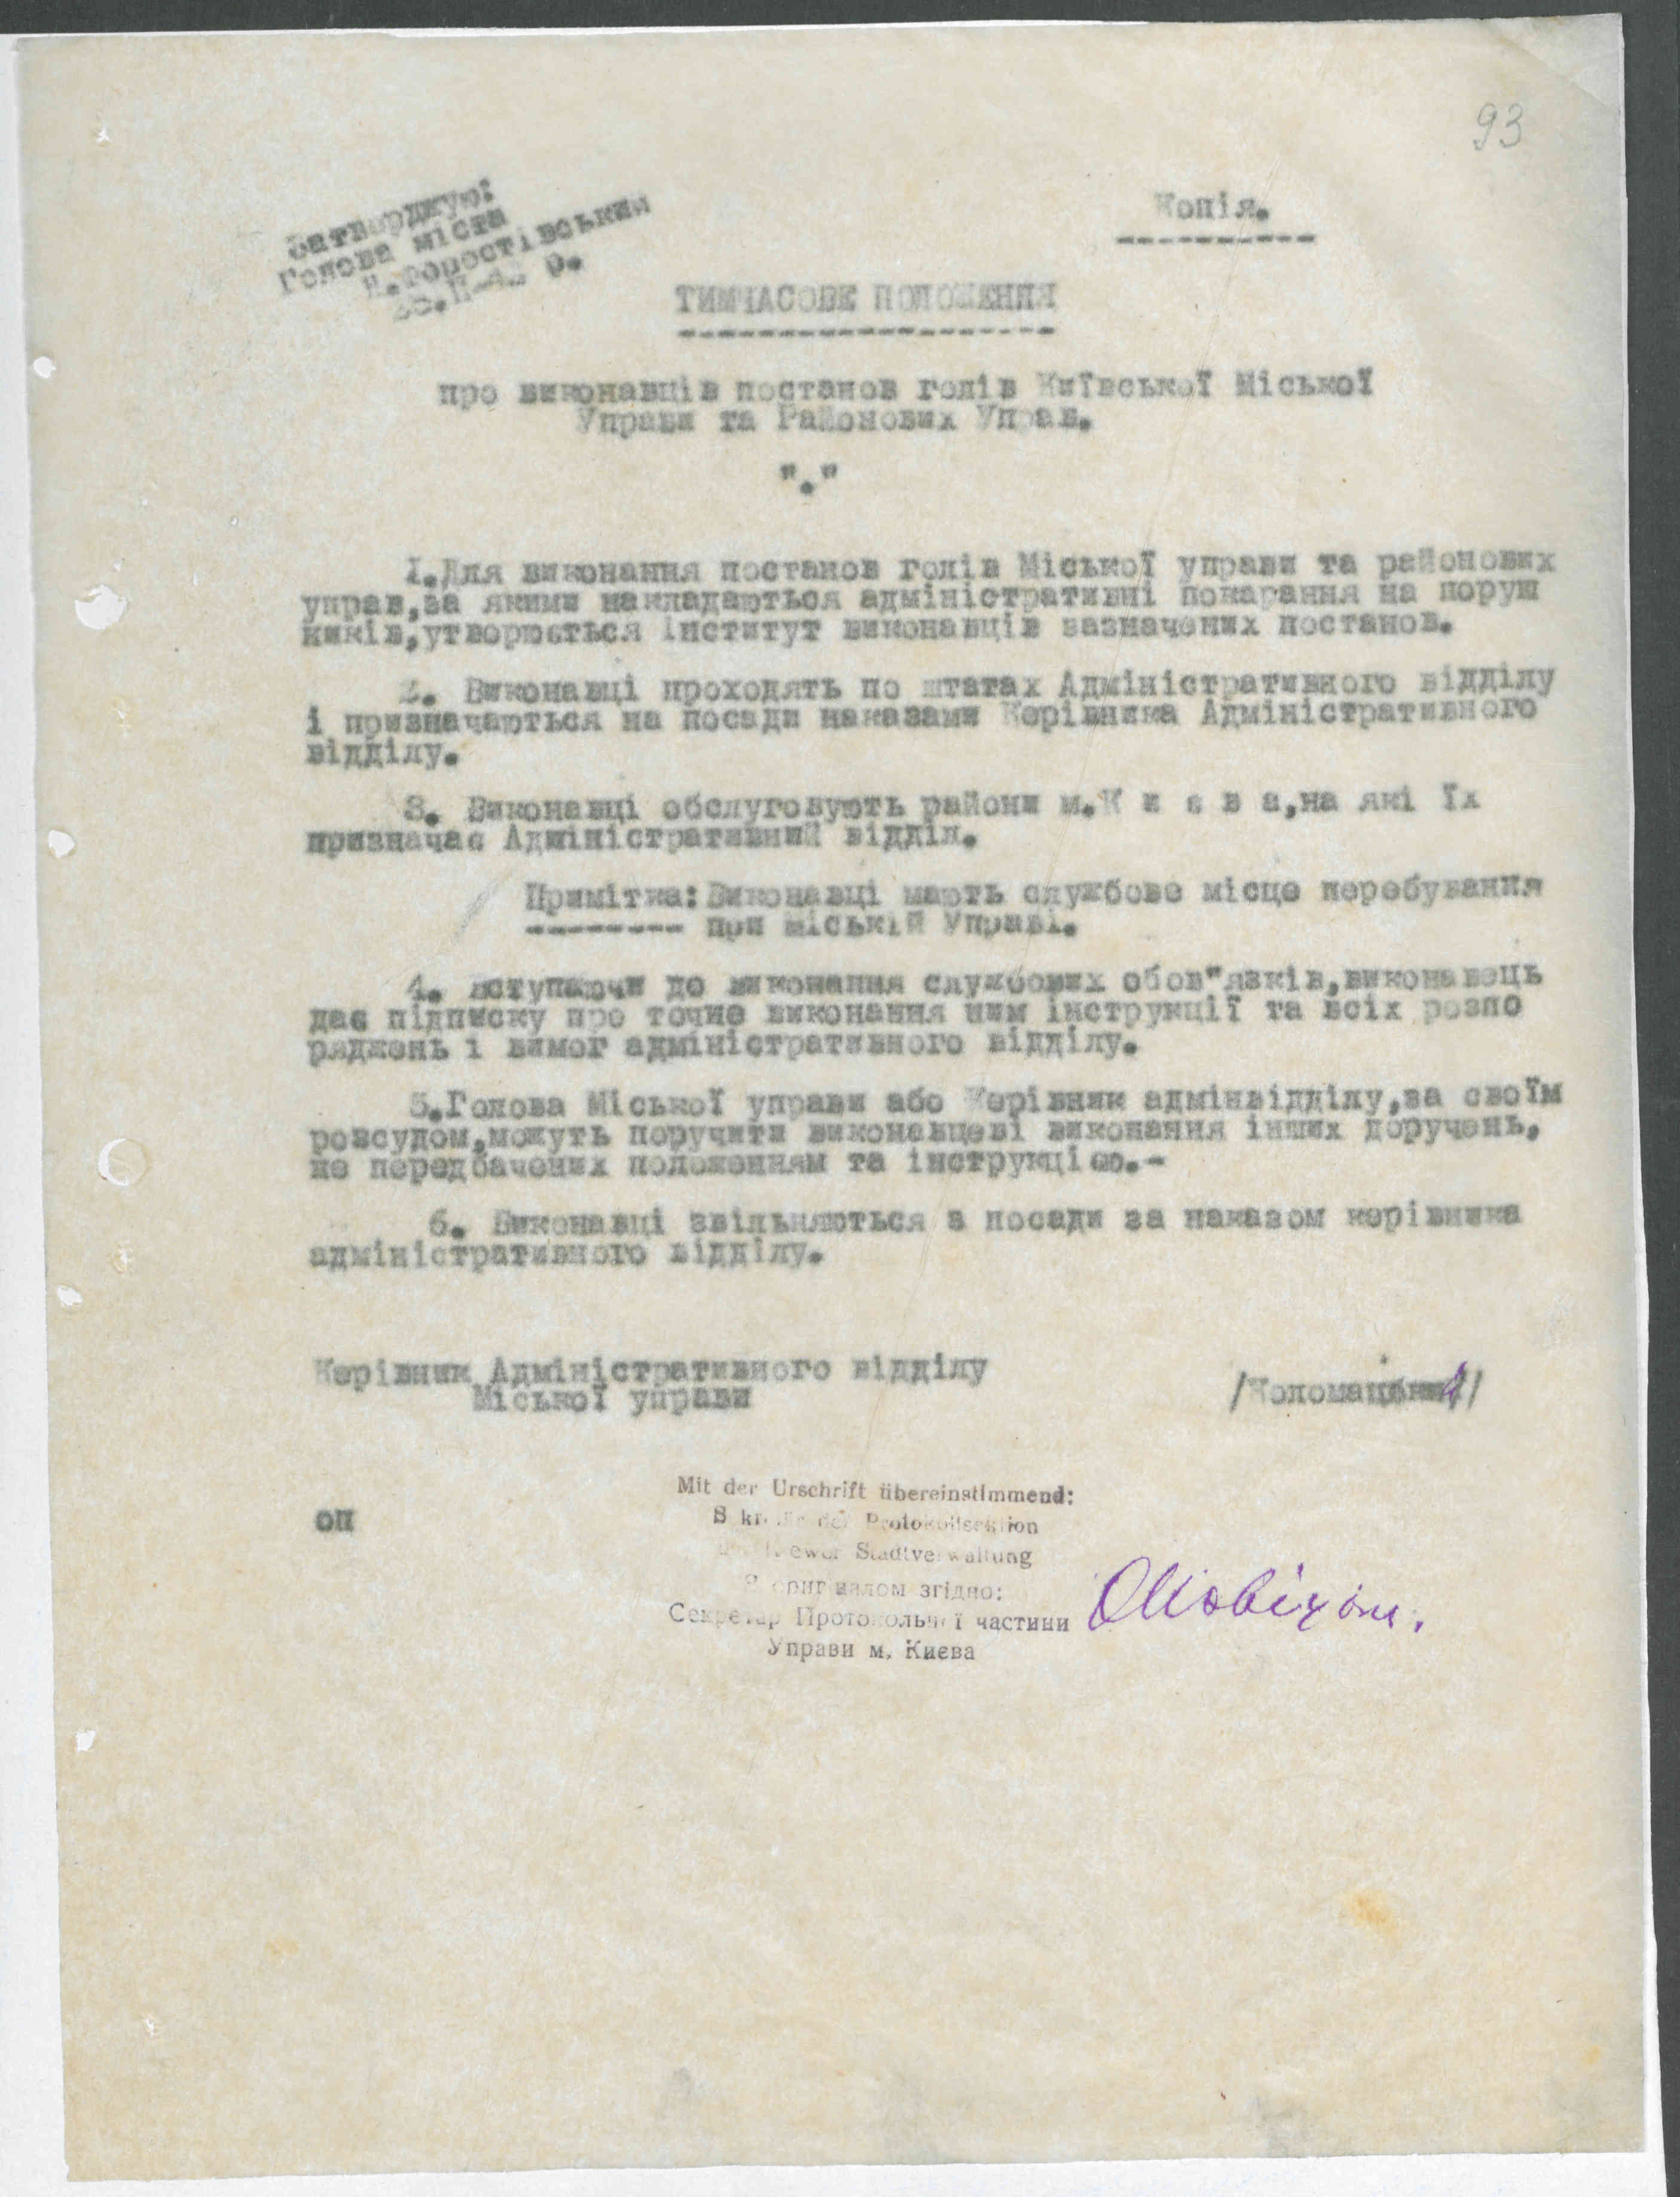 93
Затверджую:
Голова міста
Форостівський
р.
Копія.
ТИМЧАСОВЕ ПОЛОЖЕННЯ
про виконавців постанов голів Київської Міської
Управи та Районових Управ.
"."
1.Для виконання постанов голів Міської управи та районових
управ,за якими накладаються адміністративні покарання на поруш
ників,утворюється інститут виконавців зазначених постанов.
2. Виконавці проходять по штатах Адміністративного відділу
і призначаються на посади наказами Керівника Адміністративного
відділу.
3. Виконавці обслуговують райони м.К и є в а,на які їх
призначає Адміністративний відділ.
Примітка: Виконавці мають службове місце перебування
при міській Управі.
4. Вступаючи до виконання службових обов"язків,виконавець
дає підписку про точне виконання ним інструкції та всіх розпо
ряджень і вимог адміністративного відділу.
5.Голова Міської управи або Керівник адмінвідділу,за своїм
розсудом,можуть поручити виконавцеві виконання інших доручень,
не передбачених положенням та інструкцією.-
6. Виконавці звільняються з посади за наказом керівника
адміністративного відділу.
Керівник Адміністративного відділу
Міської управи
оп
Mit der Urschrift übereinstimmend:
Sekretär der Protokollsektion
der Kiewer Stadtverwaltung
З оригіналом згідно:
Секретар Протокольної частини
Управи м. Києва